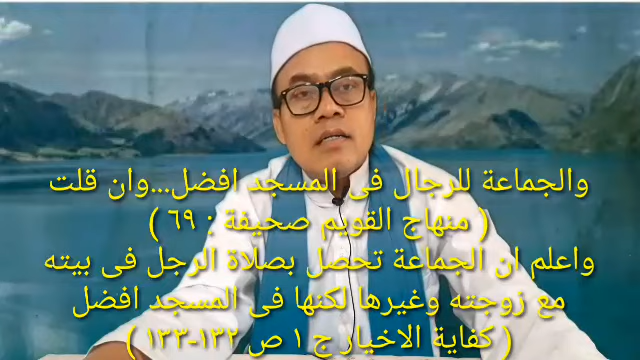 والجماعة للرجال فى المسجد افضل...وان قلت
( منهاج القويم صحيفة : ٦٩ )
واعلم ان الجماعة تحصل بصلاة الرجل فى بيته
مع زوجته وغيرها لكنها فى المسجد افضل
( كفاية الاخيار ج ١ ص ١٣٢-١٣٣ )